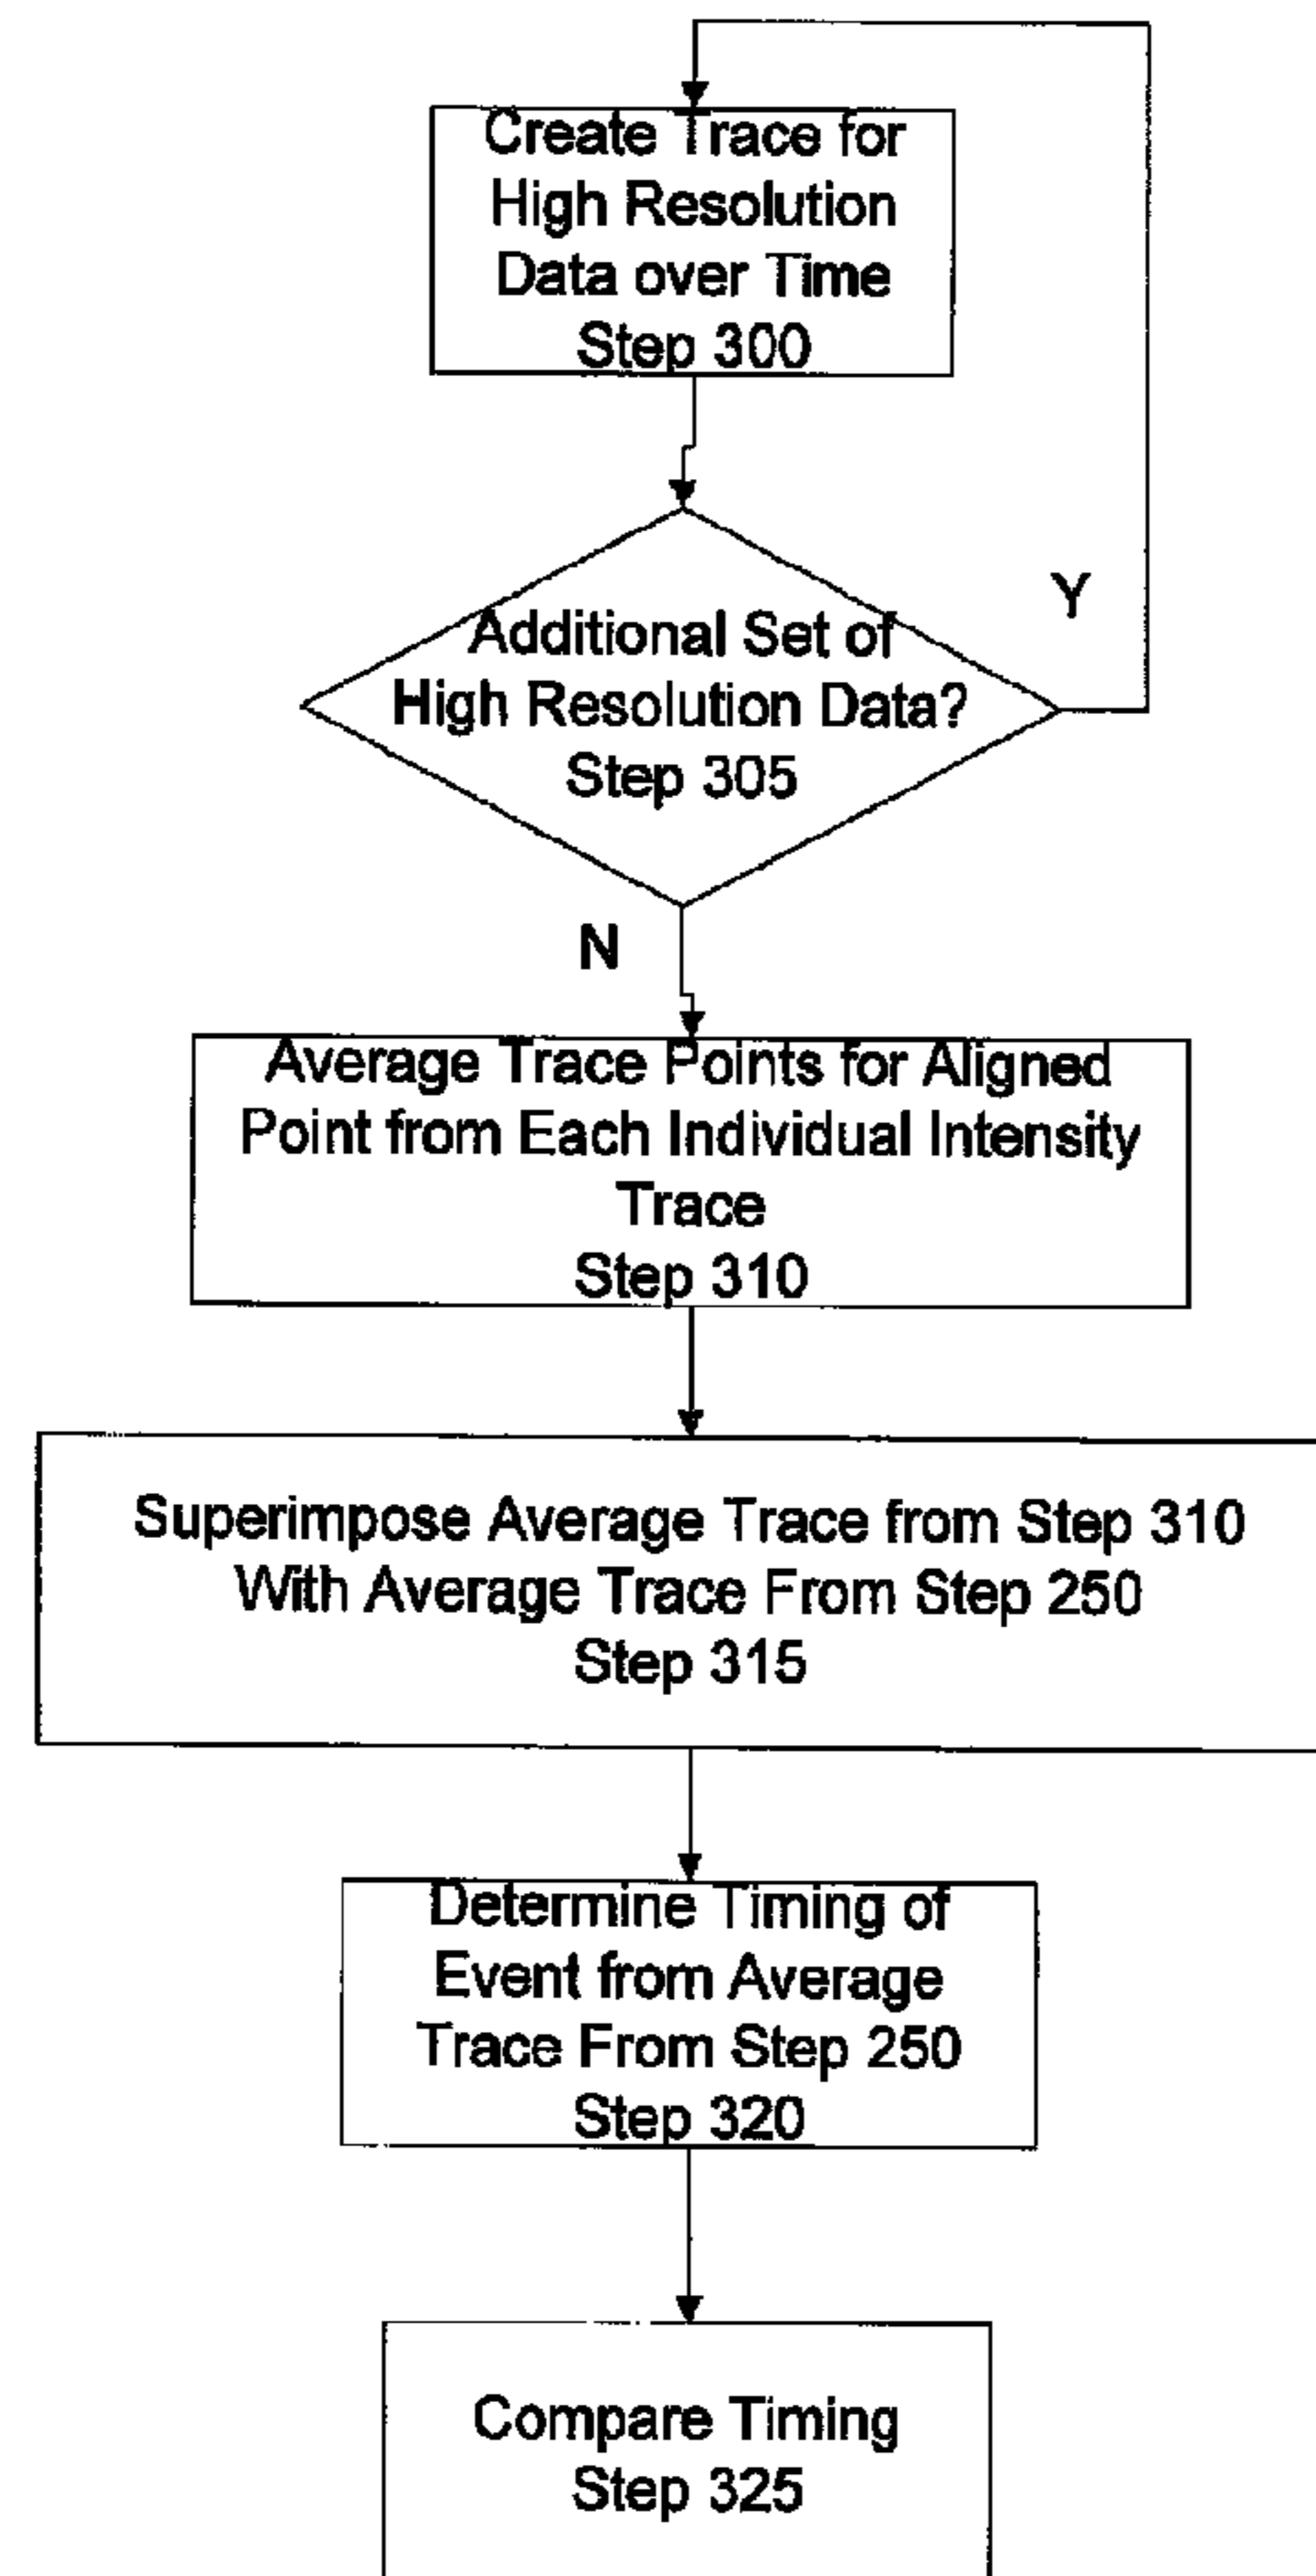 Create Trace for
High Resolution
Data over Time
Step 300
Additional Set of
High Resolution Data?
Step 305
Y
N
Average Trace Points for Aligned
Point from Each Individual Intensity
Trace
Step 310
Superimpose Average Trace from Step 310
With Average Trace From Step 250
Step 315
Determine Timing of
Event from Average
Trace From Step 250
Step 320
Compare Timing
Step 325